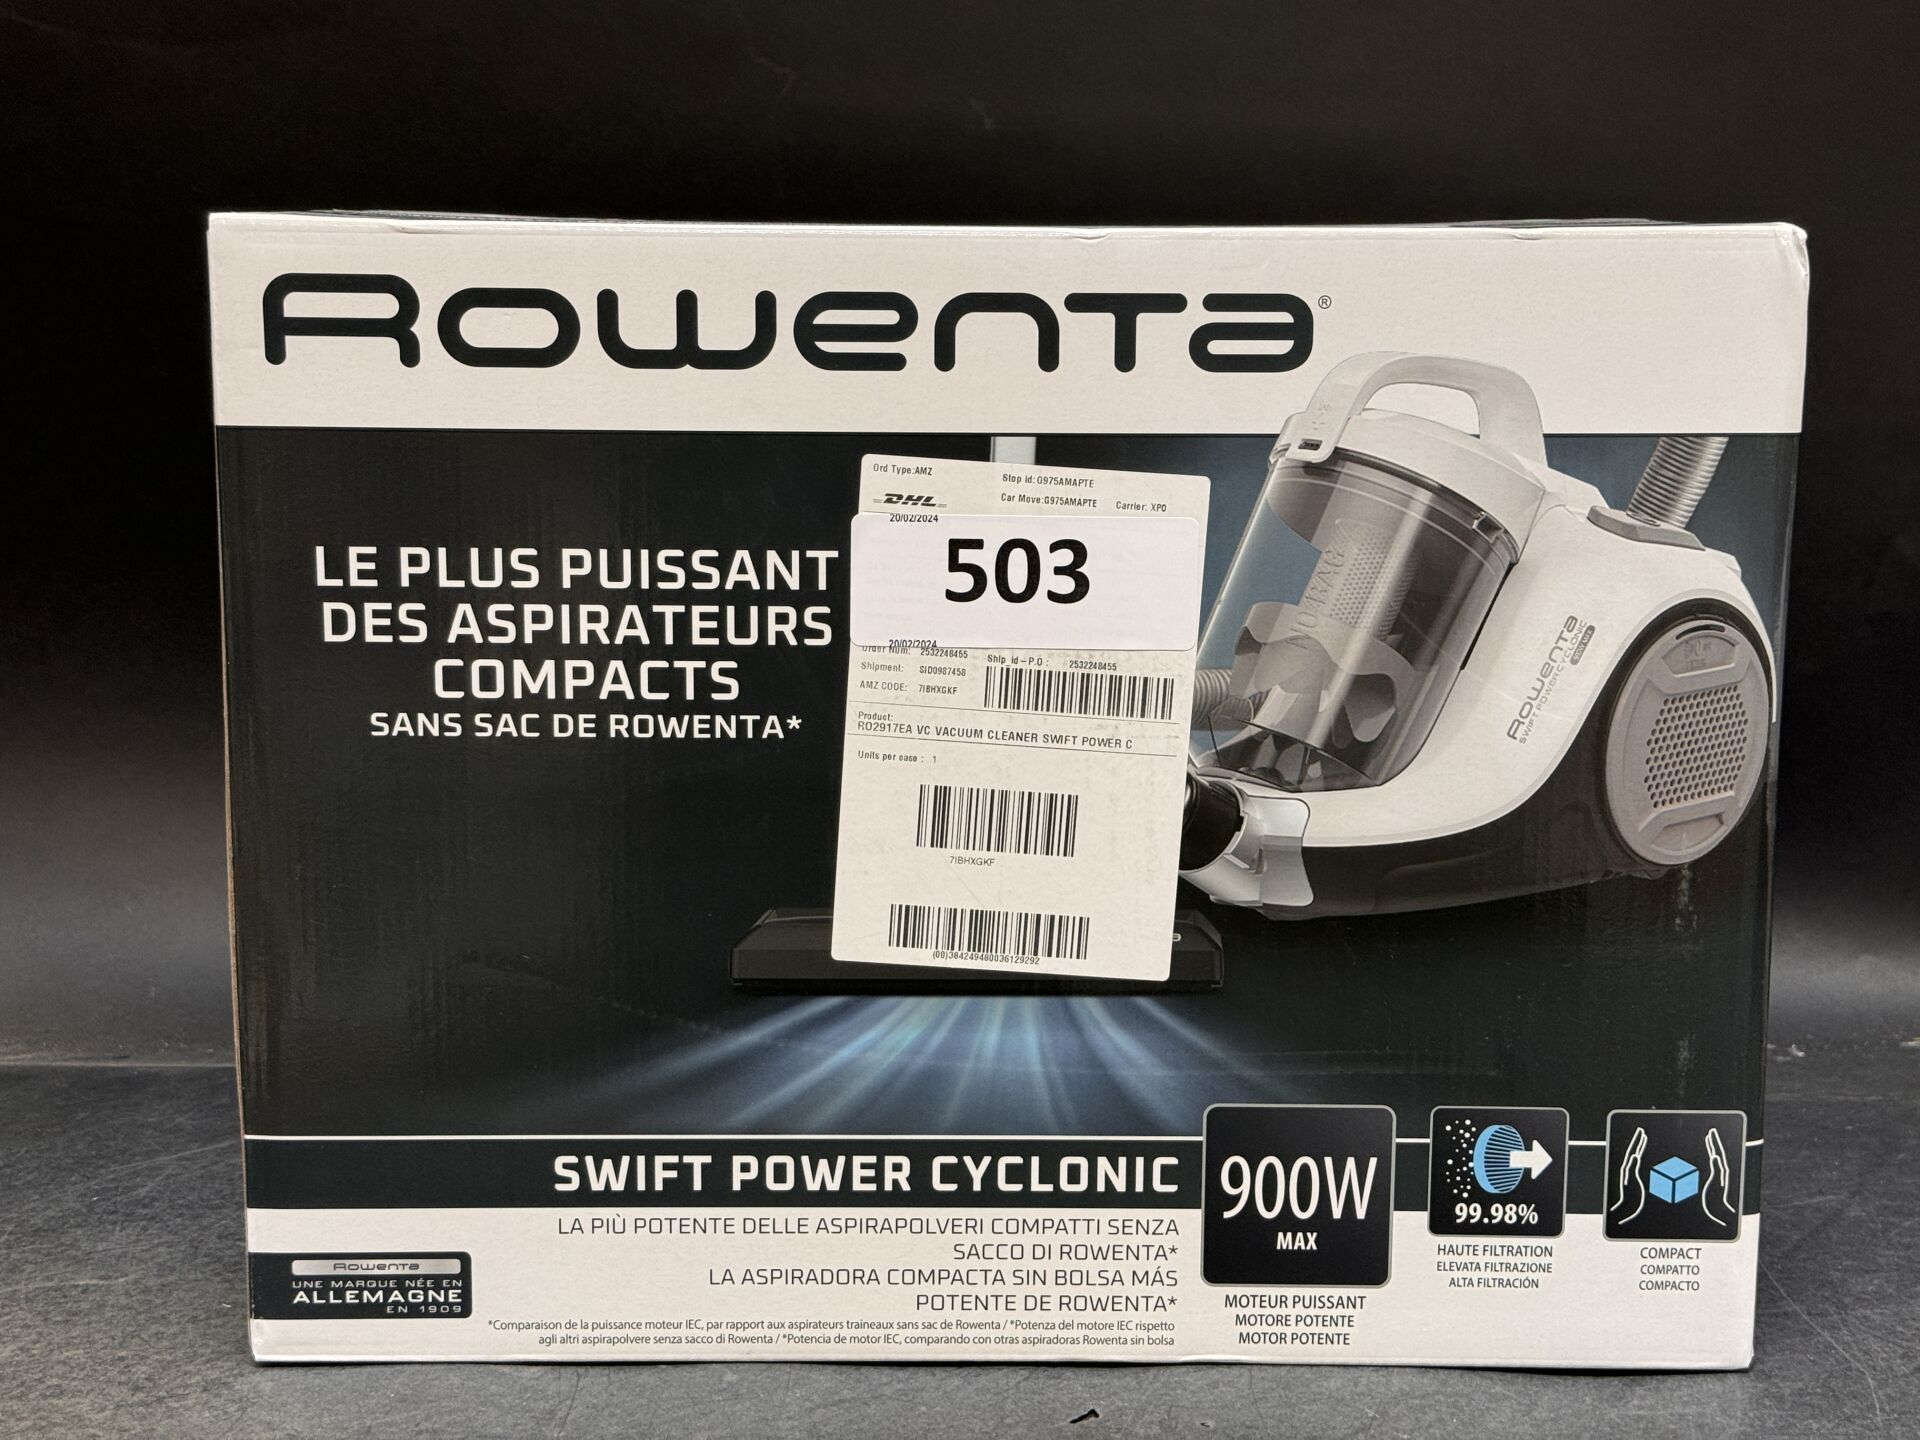 Rowenta®
Ord Type:AMZ
Stop id:G975AMAPTE
DHL
Car Move:G975AMAPTE Carrier: XPO
20/02/2024
503
20/02/2024
Order Num: 2532248455
Ship_id-P.O : 2532248455
Shipment: SID0987458
AMZ CODE: 7IBHXGKF
Product:
RO2917EA VC VACUUM CLEANER SWIFT POWER C
Units per case : 1
7IBHXGKF
(00)384249480036129292
LE PLUS PUISSANT
DES ASPIRATEURS
COMPACTS
SANS SAC DE ROWENTA*
Rowenta
SWIFT POWER CYCLONIC
SWIFT POWER CYCLONIC
LA PIÙ POTENTE DELLE ASPIRAPOLVERI COMPATTI SENZA
SACCO DI ROWENTA*
LA ASPIRADORA COMPACTA SIN BOLSA MÁS
POTENTE DE ROWENTA*
*Comparaison de la puissance moteur IEC, par rapport aux aspirateurs traineaux sans sac de Rowenta / *Potenza del motore IEC rispetto
agli altri aspirapolvere senza sacco di Rowenta / *Potencia de motor IEC, comparando con otras aspiradoras Rowenta sin bolsa
Rowenta
UNE MARQUE NÉE EN
ALLEMAGNE
EN 1909
900W
MAX
MOTEUR PUISSANT
MOTORE POTENTE
MOTOR POTENTE
99.98%
HAUTE FILTRATION
ELEVATA FILTRAZIONE
ALTA FILTRACIÓN
COMPACT
COMPATTO
COMPACTO